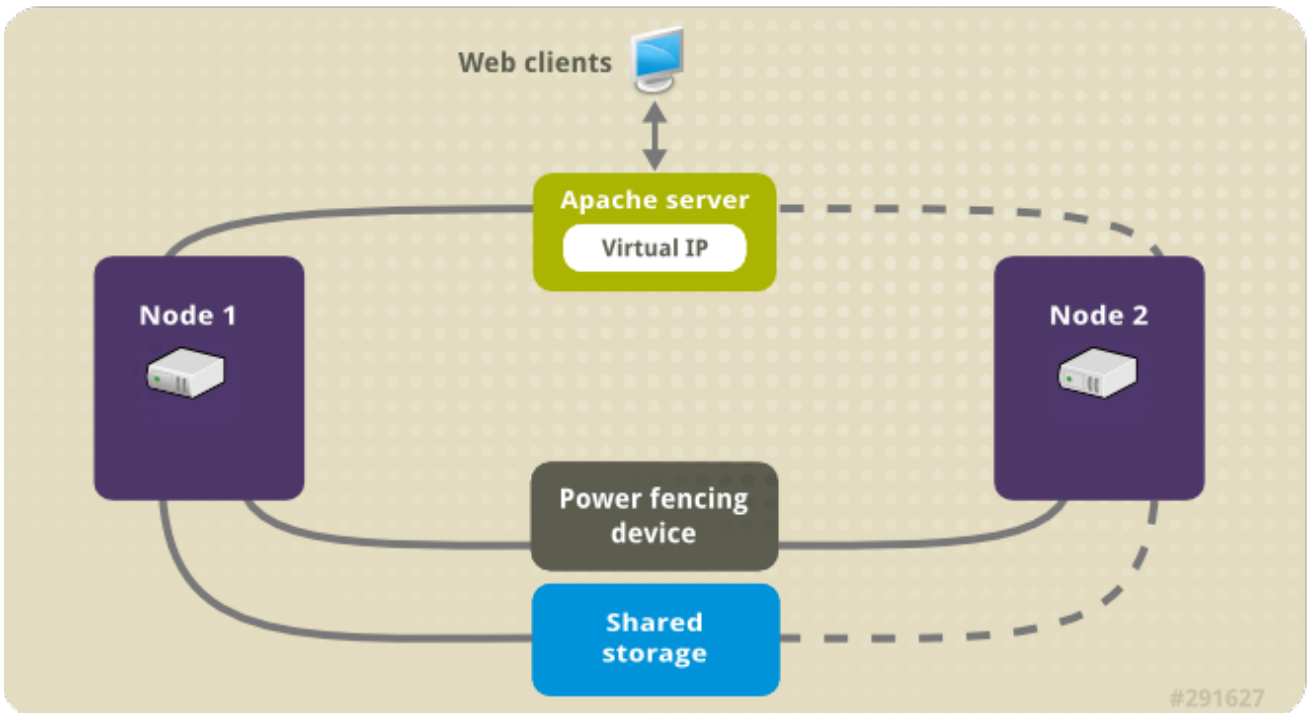 Web clients
Apache server
Virtual IP
Node 1
Node 2
Power fencing
device
Shared
storage
#291627